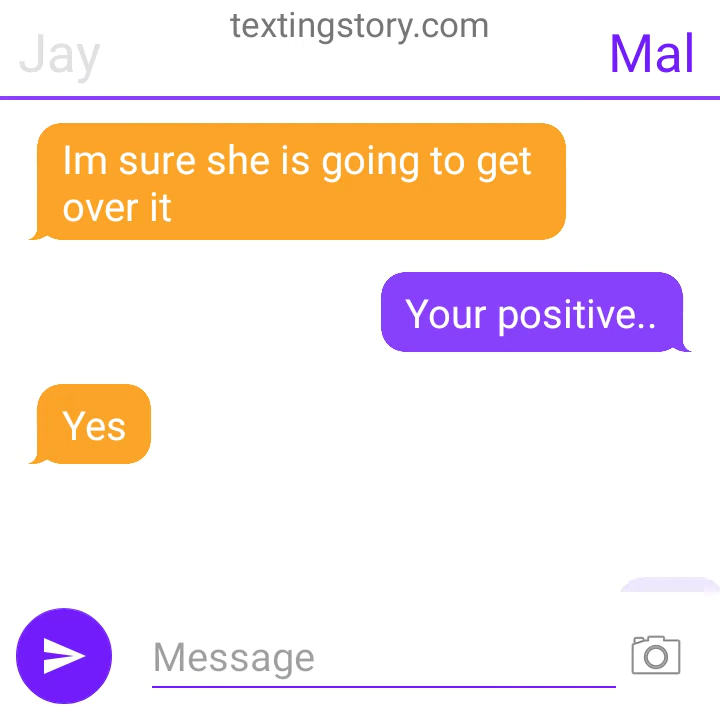 textingstory.com
Jay
Mal
Im sure she is going to get
over it
Your positive..
Yes
Message